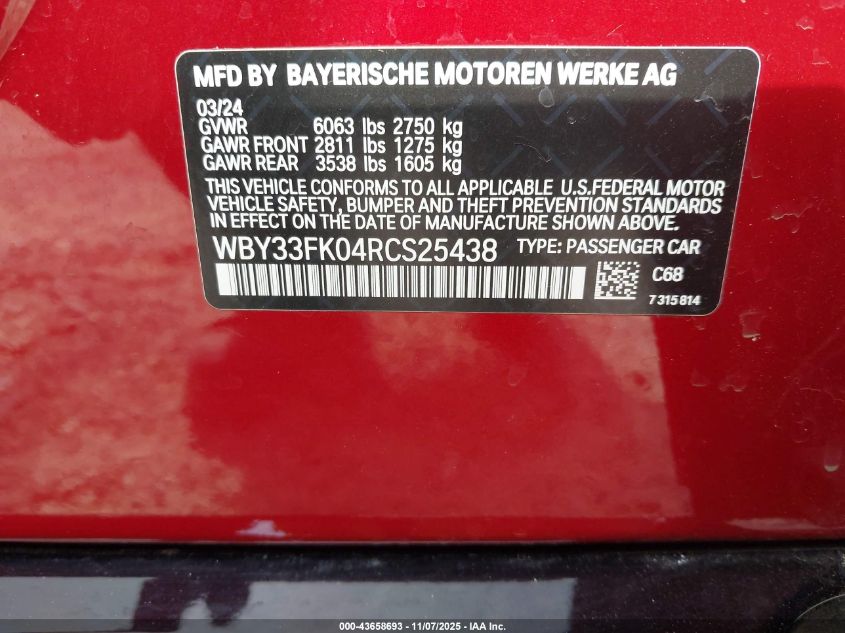 MFD BY BAYERISCHE MOTOREN WERKE AG
03/24
GVWR 6063 lbs 2750 kg
GAWR FRONT 2811 lbs 1275 kg
GAWR REAR 3538 lbs 1605 kg
THIS VEHICLE CONFORMS TO ALL APPLICABLE U.S.FEDERAL MOTOR
VEHICLE SAFETY, BUMPER AND THEFT PREVENTION STANDARDS
IN EFFECT ON THE DATE OF MANUFACTURE SHOWN ABOVE.
WBY33FK04RCS25438 TYPE: PASSENGER CAR
C68
7315814
000-43658693 - 11/07/2025 - IAA Inc.